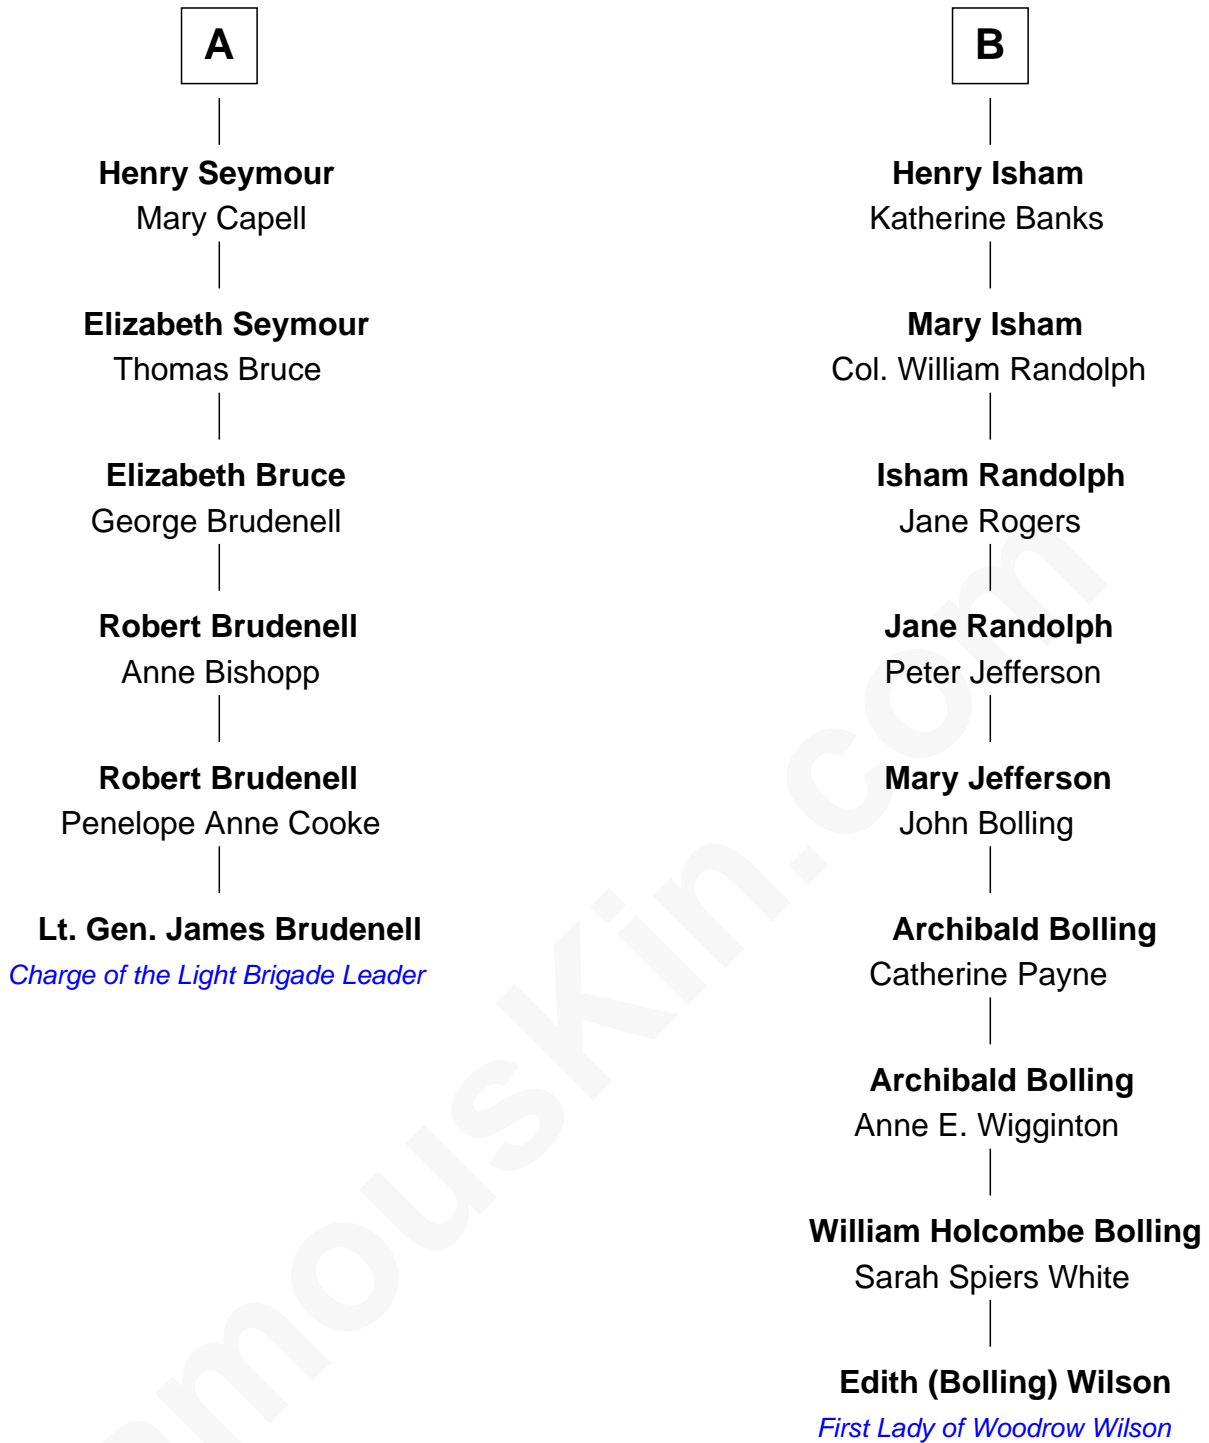 A
Henry Seymour
Mary Capell
Elizabeth Seymour
Thomas Bruce
Elizabeth Bruce
George Brudenell
Robert Brudenell
Anne Bishopp
Robert Brudenell
Penelope Anne Cooke
Lt. Gen. James Brudenell
Charge of the Light Brigade Leader
B
Henry Isham
Katherine Banks
Mary Isham
Col. William Randolph
Isham Randolph
Jane Rogers
Jane Randolph
Peter Jefferson
Mary Jefferson
John Bolling
Archibald Bolling
Catherine Payne
Archibald Bolling
Anne E. Wigginton
William Holcombe Bolling
Sarah Spiers White
Edith (Bolling) Wilson
First Lady of Woodrow Wilson
amouskin.com